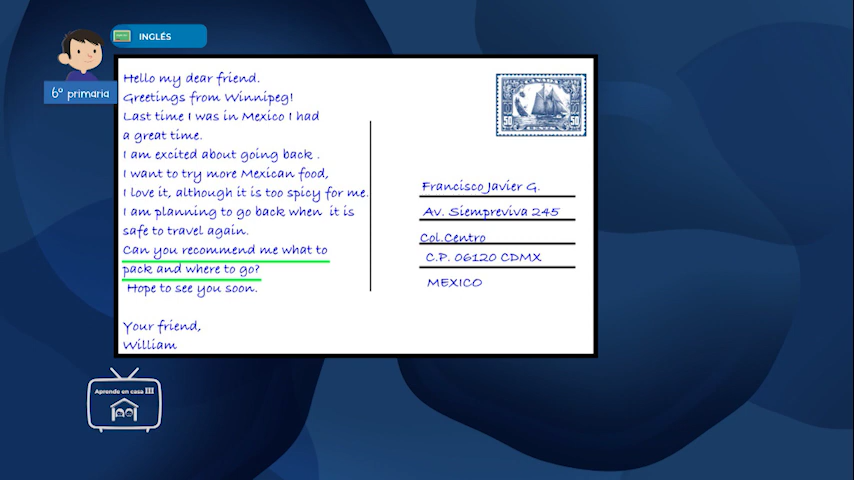 INGLÉS
6º primaria
Hello my dear friend.
Greetings from Winnipeg!
Last time I was in Mexico I had
a great time.
I am excited about going back .
I want to try more Mexican food,
I love it, although it is too spicy for me.
I am planning to go back when it is
safe to travel again.
Can you recommend me what to
pack and where to go?
Hope to see you soon.
Your friend,
William
CANADA
50 50
CENTS
Francisco Javier G.
Av. Siempreviva 245
Col.Centro
C.P. 06120 CDMX
MEXICO
Aprende en casa III